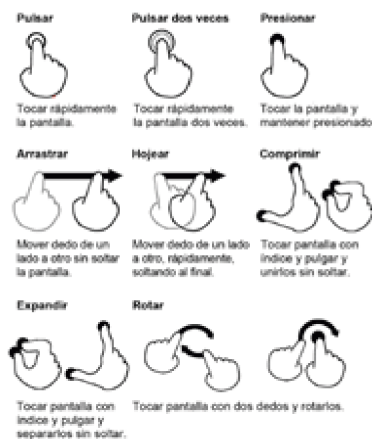 Pulsar
Tocar rápidamente
la pantalla.
Pulsar dos veces
Tocar rápidamente
la pantalla dos veces.
Presionar
Tocar la pantalla y
mantener presionado
Arrastrar
Mover dedo de un
lado a otro sin soltar
la pantalla.
Hojear
Mover dedo de un lado
a otro, rápidamente,
soltando al final.
Comprimir
Tocar pantalla con
índice y pulgar y
unirlos sin soltar.
Expandir
Tocar pantalla con
índice y pulgar y
separarlos sin soltar.
Rotar
Tocar pantalla con dos dedos y rotarlos.